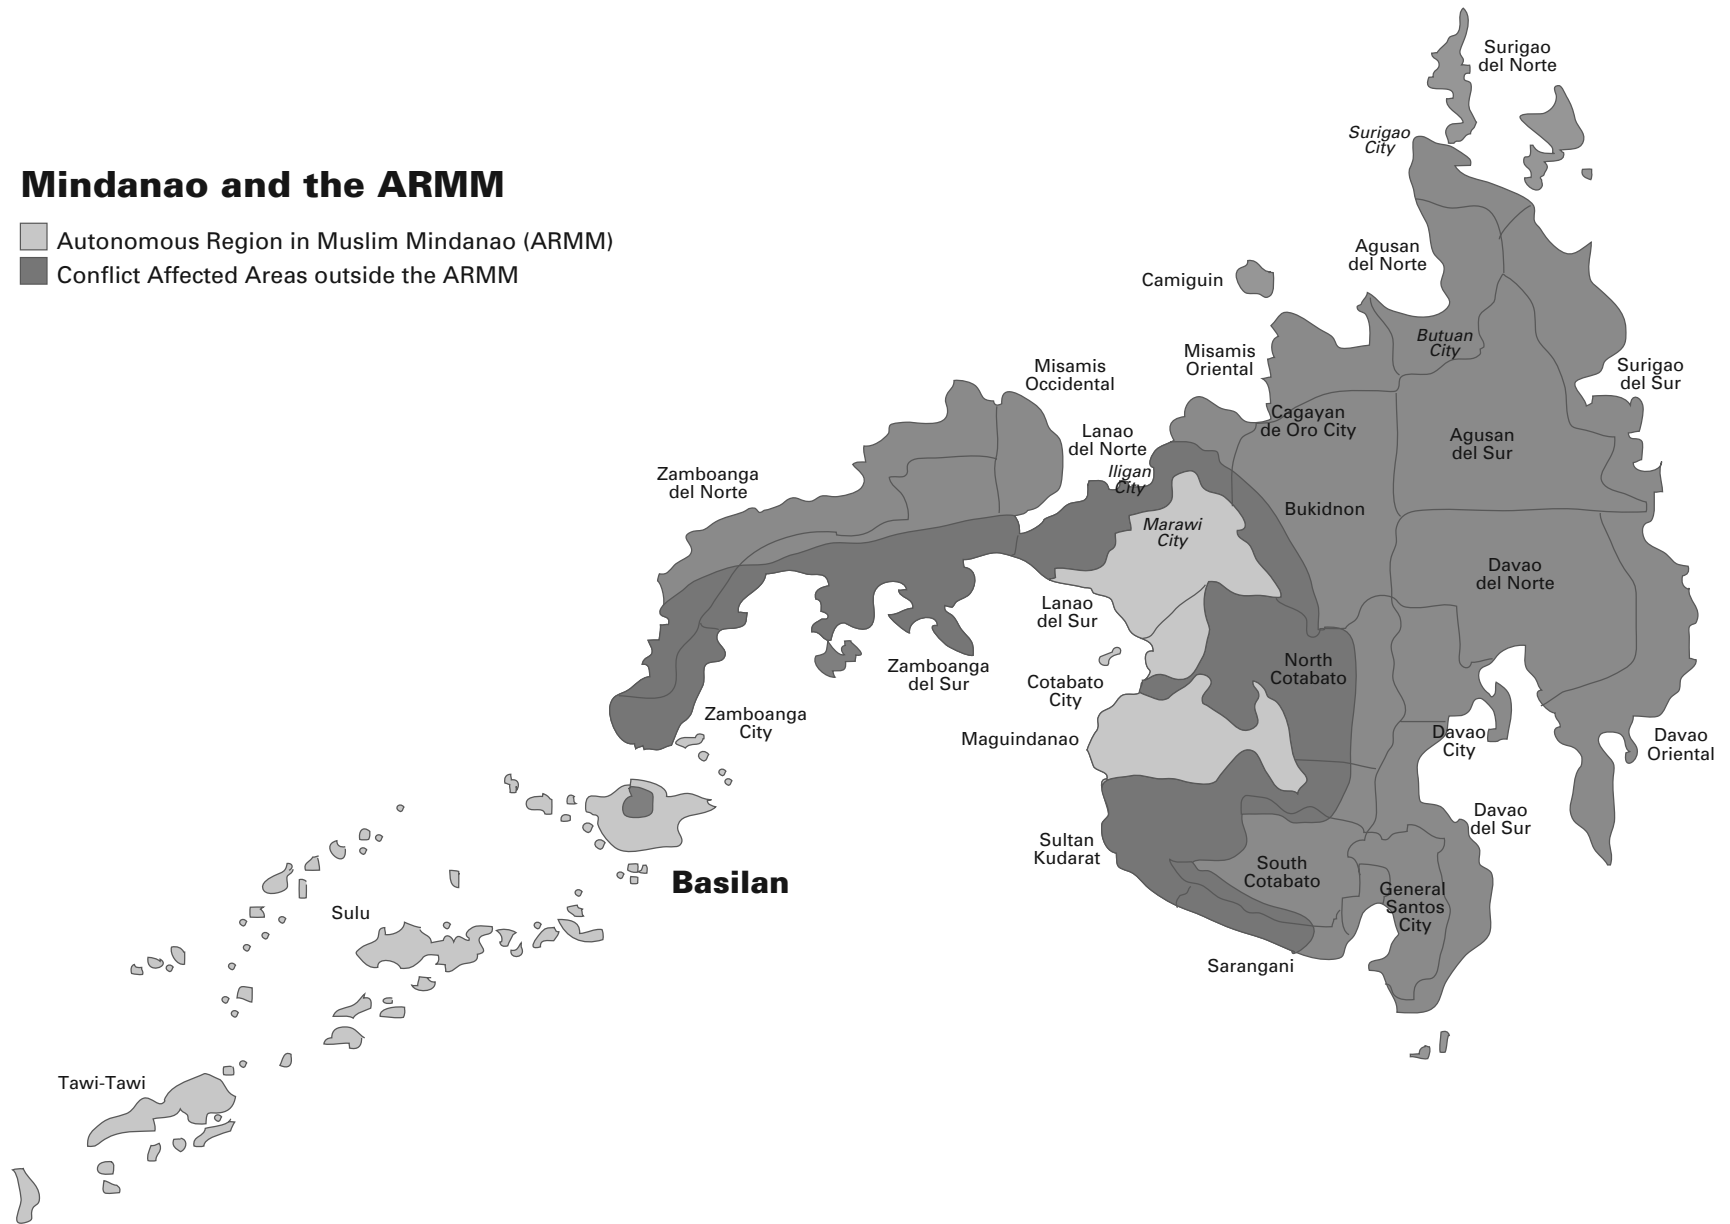 Mindanao and the ARMM
Autonomous Region in Muslim Mindanao (ARMM)
Conflict Affected Areas outside the ARMM
Surigao
del Norte
Surigao
City
Agusan
del Norte
Camiguin
Butuan
City
Misamis
Oriental
Misamis
Occidental
Surigao
del Sur
Cagayan
de Oro City
Lanao
del Norte
Agusan
del Sur
Iligan
City
Zamboanga
del Norte
Bukidnon
Marawi
City
Davao
del Norte
Lanao
del Sur
North
Cotabato
Zamboanga
del Sur
Cotabato
City
Zamboanga
City
Maguindanao
Davao
City
Davao
Oriental
Davao
del Sur
Sultan
Kudarat
South
Cotabato
Basilan
General
Santos
City
Sulu
Sarangani
Tawi-Tawi